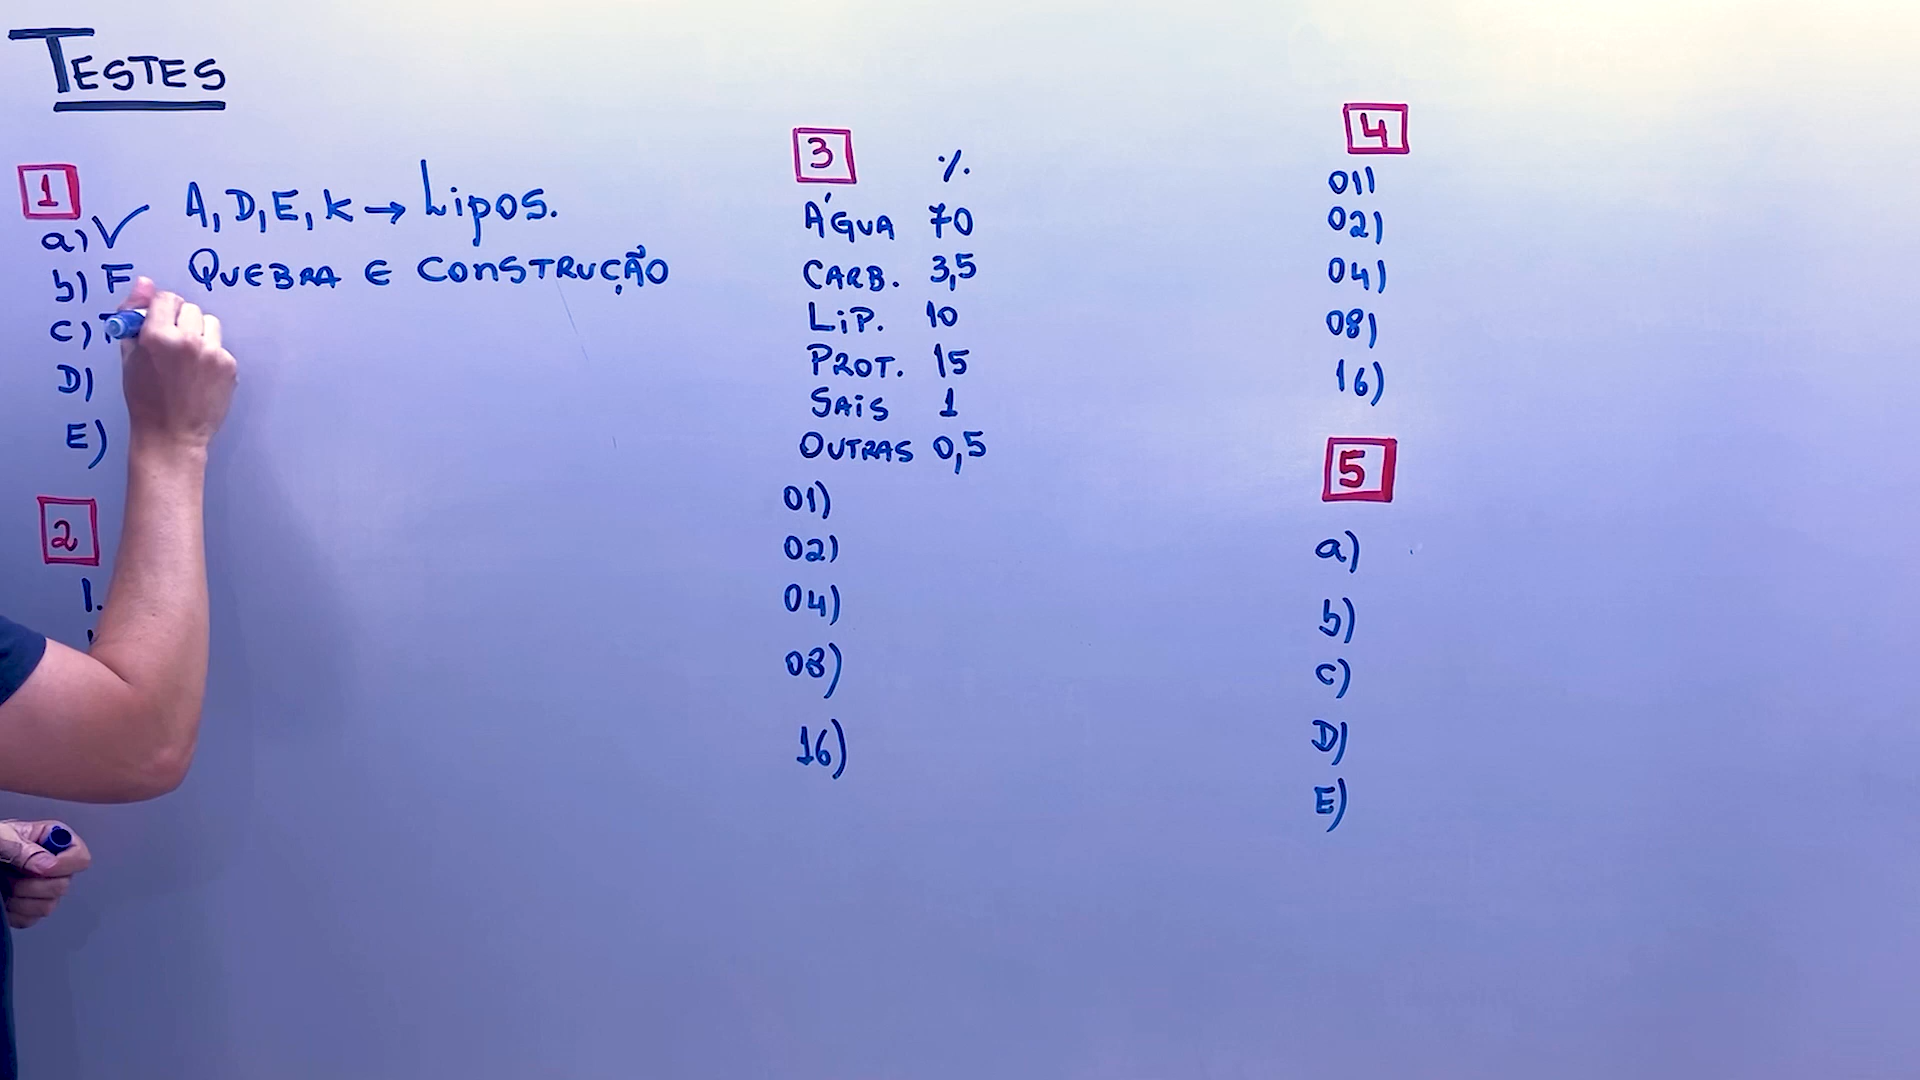 TESTES
1
a) ✓ A, D, E, K → Lipos.
b) F QUEBRA E CONSTRUÇÃO
c)
D)
E)
2
1.
3 %
ÁGUA 70
CARB. 3,5
LIP. 10
PROT. 15
SAIS 1
OUTRAS 0,5
01)
02)
04)
08)
16)
4
01)
02)
04)
08)
16)
5
a)
b)
c)
D)
E)